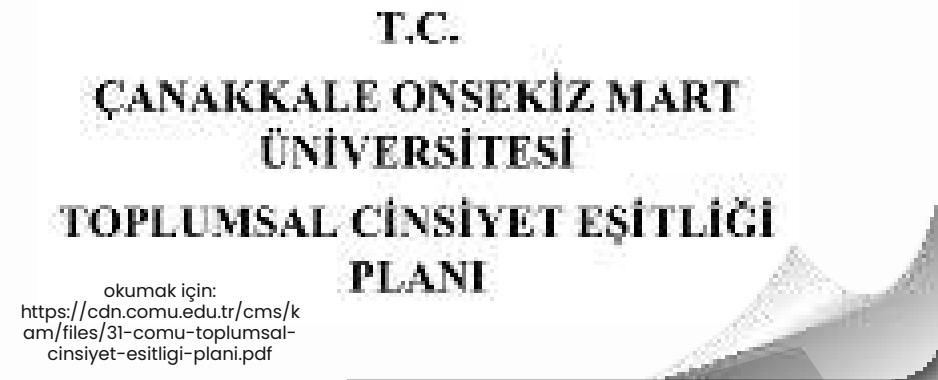 T.C.
ÇANAKKALE ONSEKİZ MART
ÜNİVERSİTESİ
TOPLUMSAL CİNSİYET EŞİTLİĞİ
PLANI
okumak için:
https://cdn.comu.edu.tr/cms/k
am/files/31-comu-toplumsal-
cinsiyet-esitligi-plani.pdf